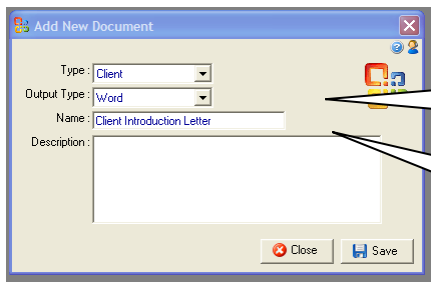 Add New Document
Type : Client
Output Type : Word
Name : Client Introduction Letter
Description :
Close Save